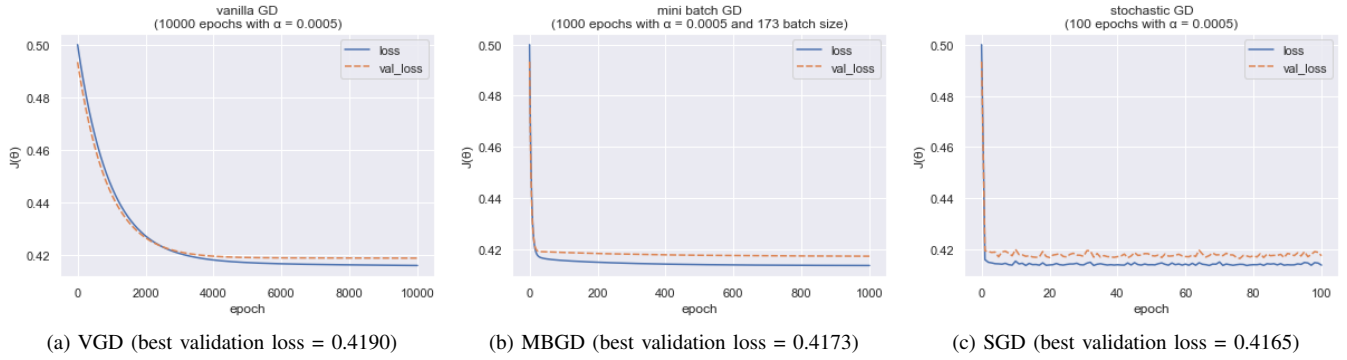 vanilla GD
(10000 epochs with α = 0.0005)
0.50
0.48
0.46
0.44
0.42
J(θ)
loss
val_loss
0
2000
4000
6000
8000
10000
epoch
(a) VGD (best validation loss = 0.4190)
mini batch GD
(1000 epochs with α = 0.0005 and 173 batch size)
0.50
0.48
0.46
0.44
0.42
J(θ)
loss
val_loss
0
200
400
600
800
1000
epoch
(b) MBGD (best validation loss = 0.4173)
stochastic GD
(100 epochs with α = 0.0005)
0.50
0.48
0.46
0.44
0.42
J(θ)
loss
val_loss
0
20
40
60
80
100
epoch
(c) SGD (best validation loss = 0.4165)